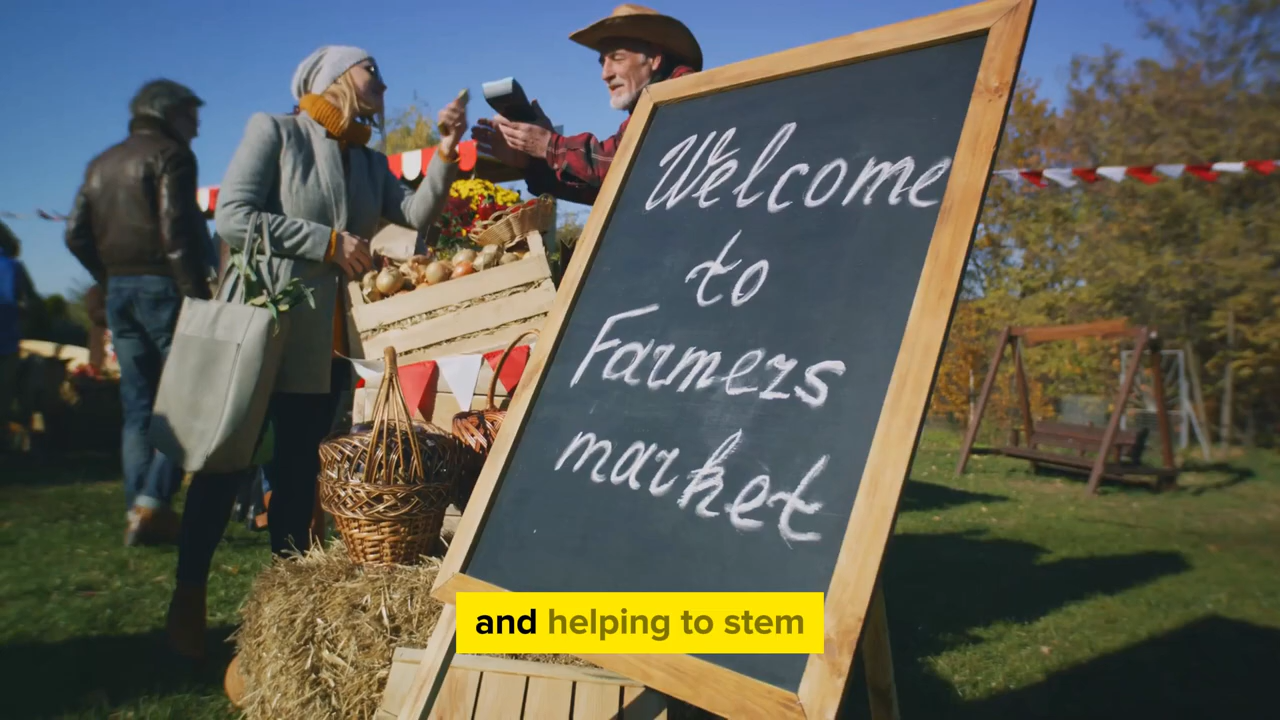 Welcome
to
Farmers
market
and helping to stem